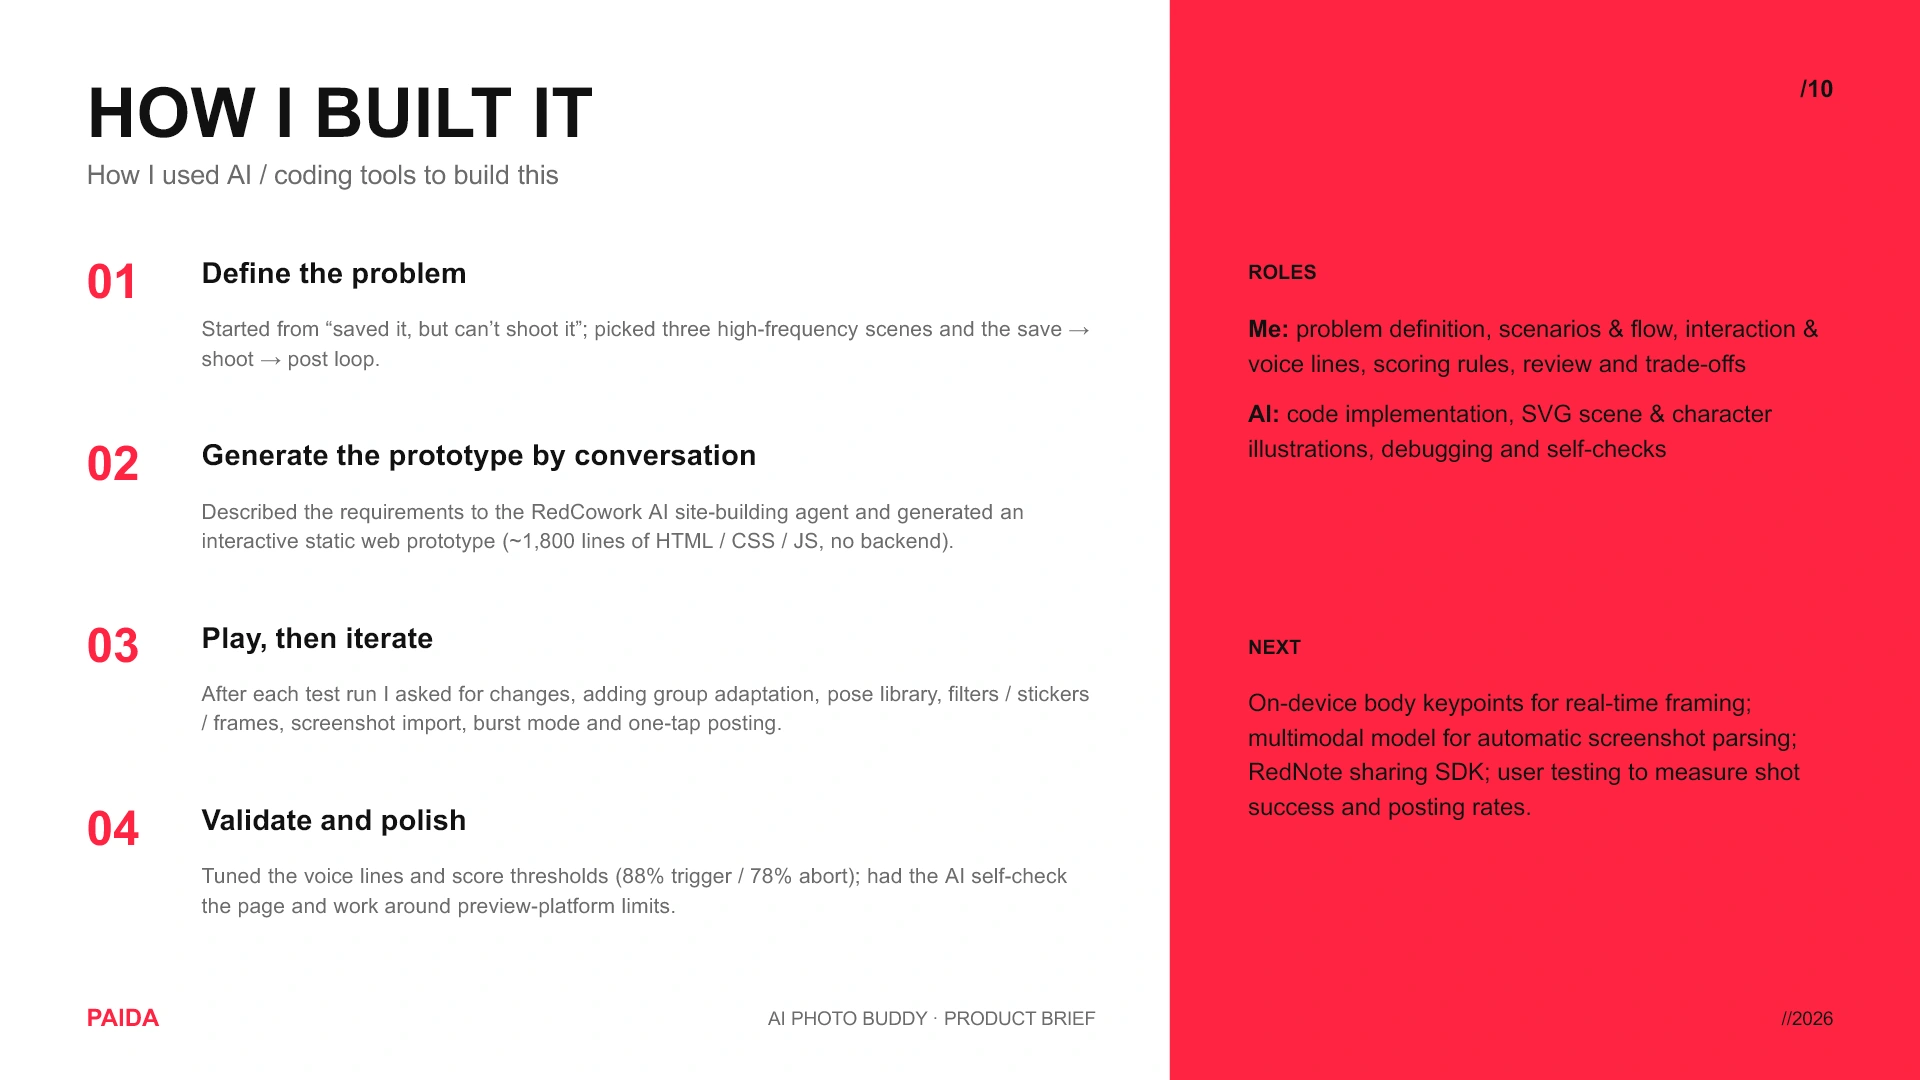 HOW I BUILT IT
How I used AI / coding tools to build this
01
Define the problem
Started from “saved it, but can’t shoot it”; picked three high-frequency scenes and the save →
shoot → post loop.
02
Generate the prototype by conversation
Described the requirements to the RedCowork AI site-building agent and generated an
interactive static web prototype (~1,800 lines of HTML / CSS / JS, no backend).
03
Play, then iterate
After each test run I asked for changes, adding group adaptation, pose library, filters / stickers
/ frames, screenshot import, burst mode and one-tap posting.
04
Validate and polish
Tuned the voice lines and score thresholds (88% trigger / 78% abort); had the AI self-check
the page and work around preview-platform limits.
PAIDA
AI PHOTO BUDDY · PRODUCT BRIEF
/10
ROLES
Me: problem definition, scenarios & flow, interaction &
voice lines, scoring rules, review and trade-offs
AI: code implementation, SVG scene & character
illustrations, debugging and self-checks
NEXT
On-device body keypoints for real-time framing;
multimodal model for automatic screenshot parsing;
RedNote sharing SDK; user testing to measure shot
success and posting rates.
//2026